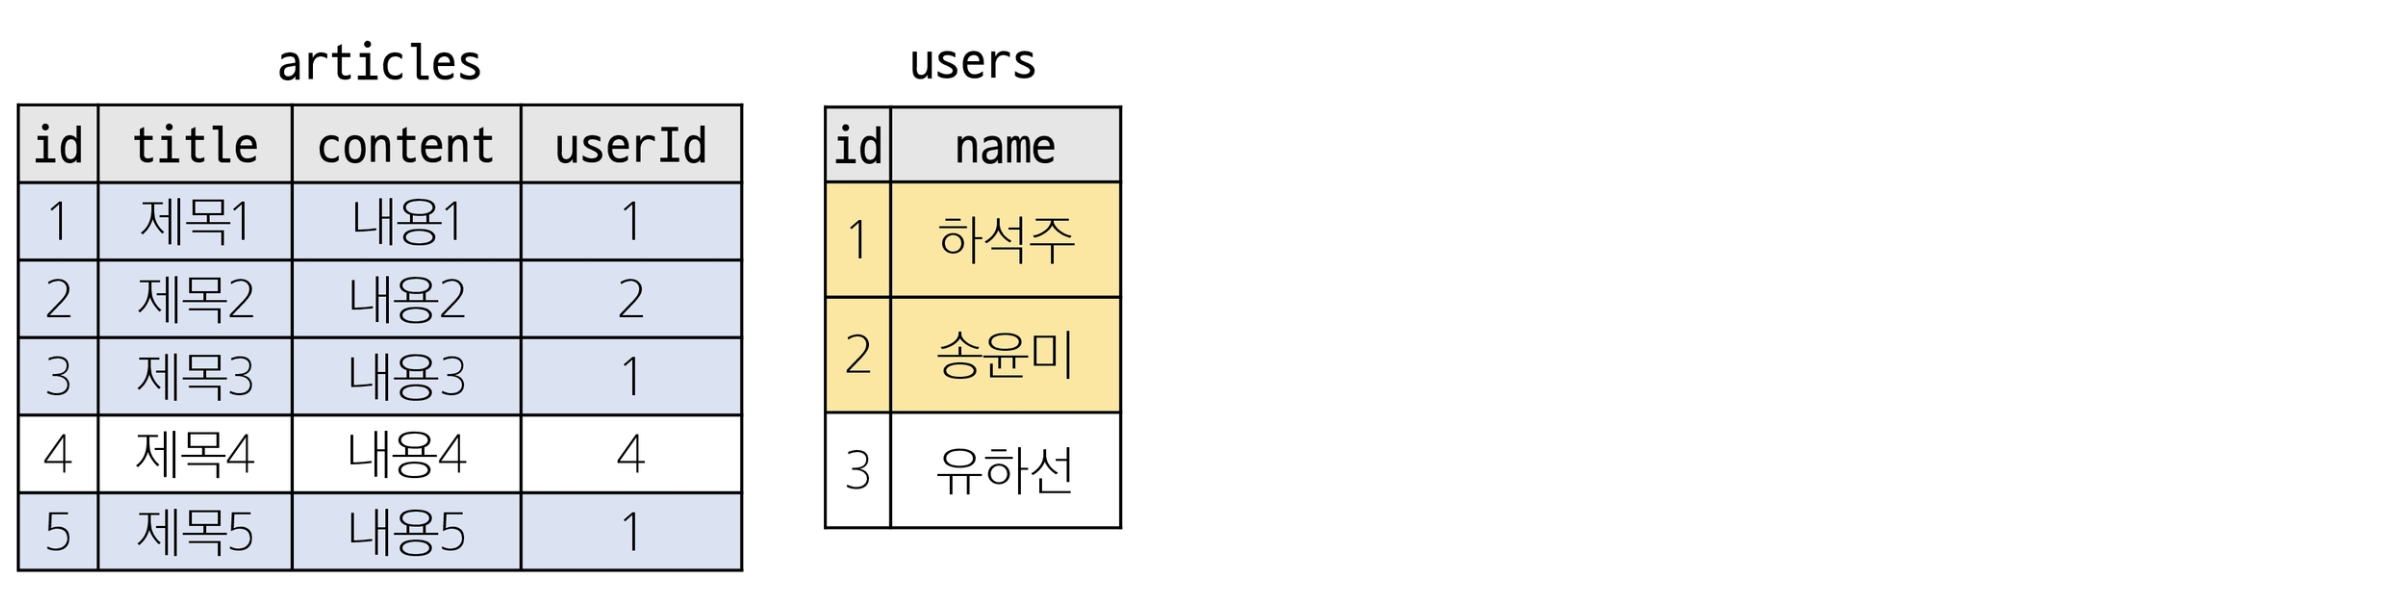 articles
id title content userId
1 제목1 내용1 1
2 제목2 내용2 2
3 제목3 내용3 1
4 제목4 내용4 4
5 제목5 내용5 1
users
id name
1 하석주
2 송윤미
3 유하선